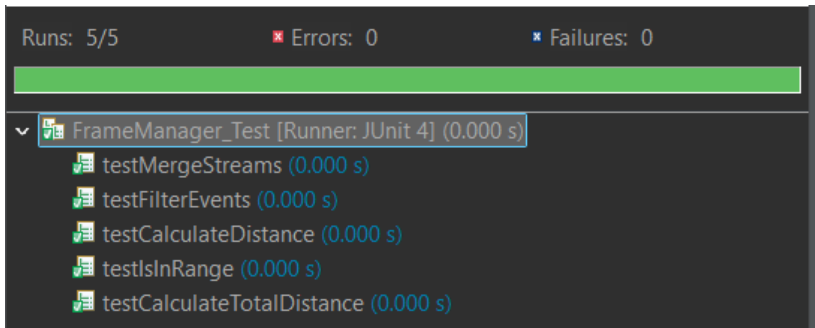 Runs: 5/5 Errors: 0 Failures: 0
FrameManager_Test [Runner: JUnit 4] (0.000 s)
testMergeStreams (0.000 s)
testFilterEvents (0.000 s)
testCalculateDistance (0.000 s)
testIsInRange (0.000 s)
testCalculateTotalDistance (0.000 s)